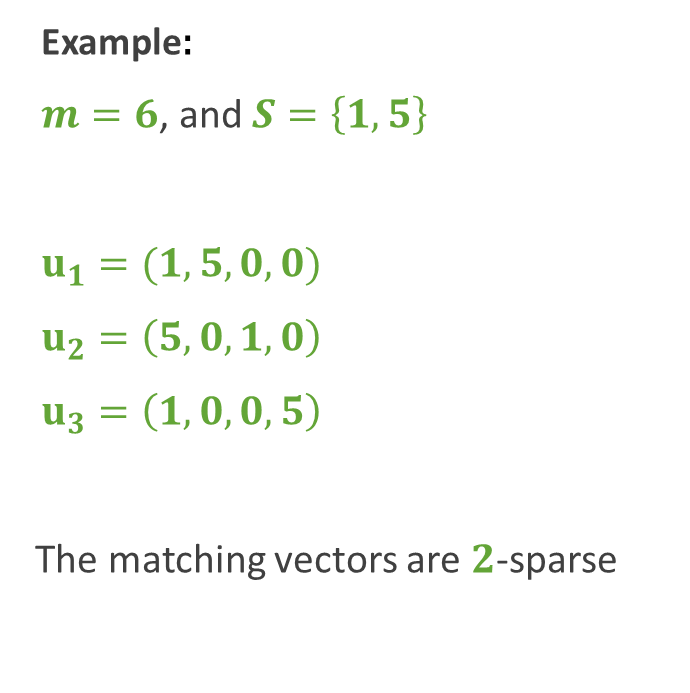 Example:
m = 6, and S = {1, 5}
u₁ = (1, 5, 0, 0)
u₂ = (5, 0, 1, 0)
u₃ = (1, 0, 0, 5)
The matching vectors are 2-sparse